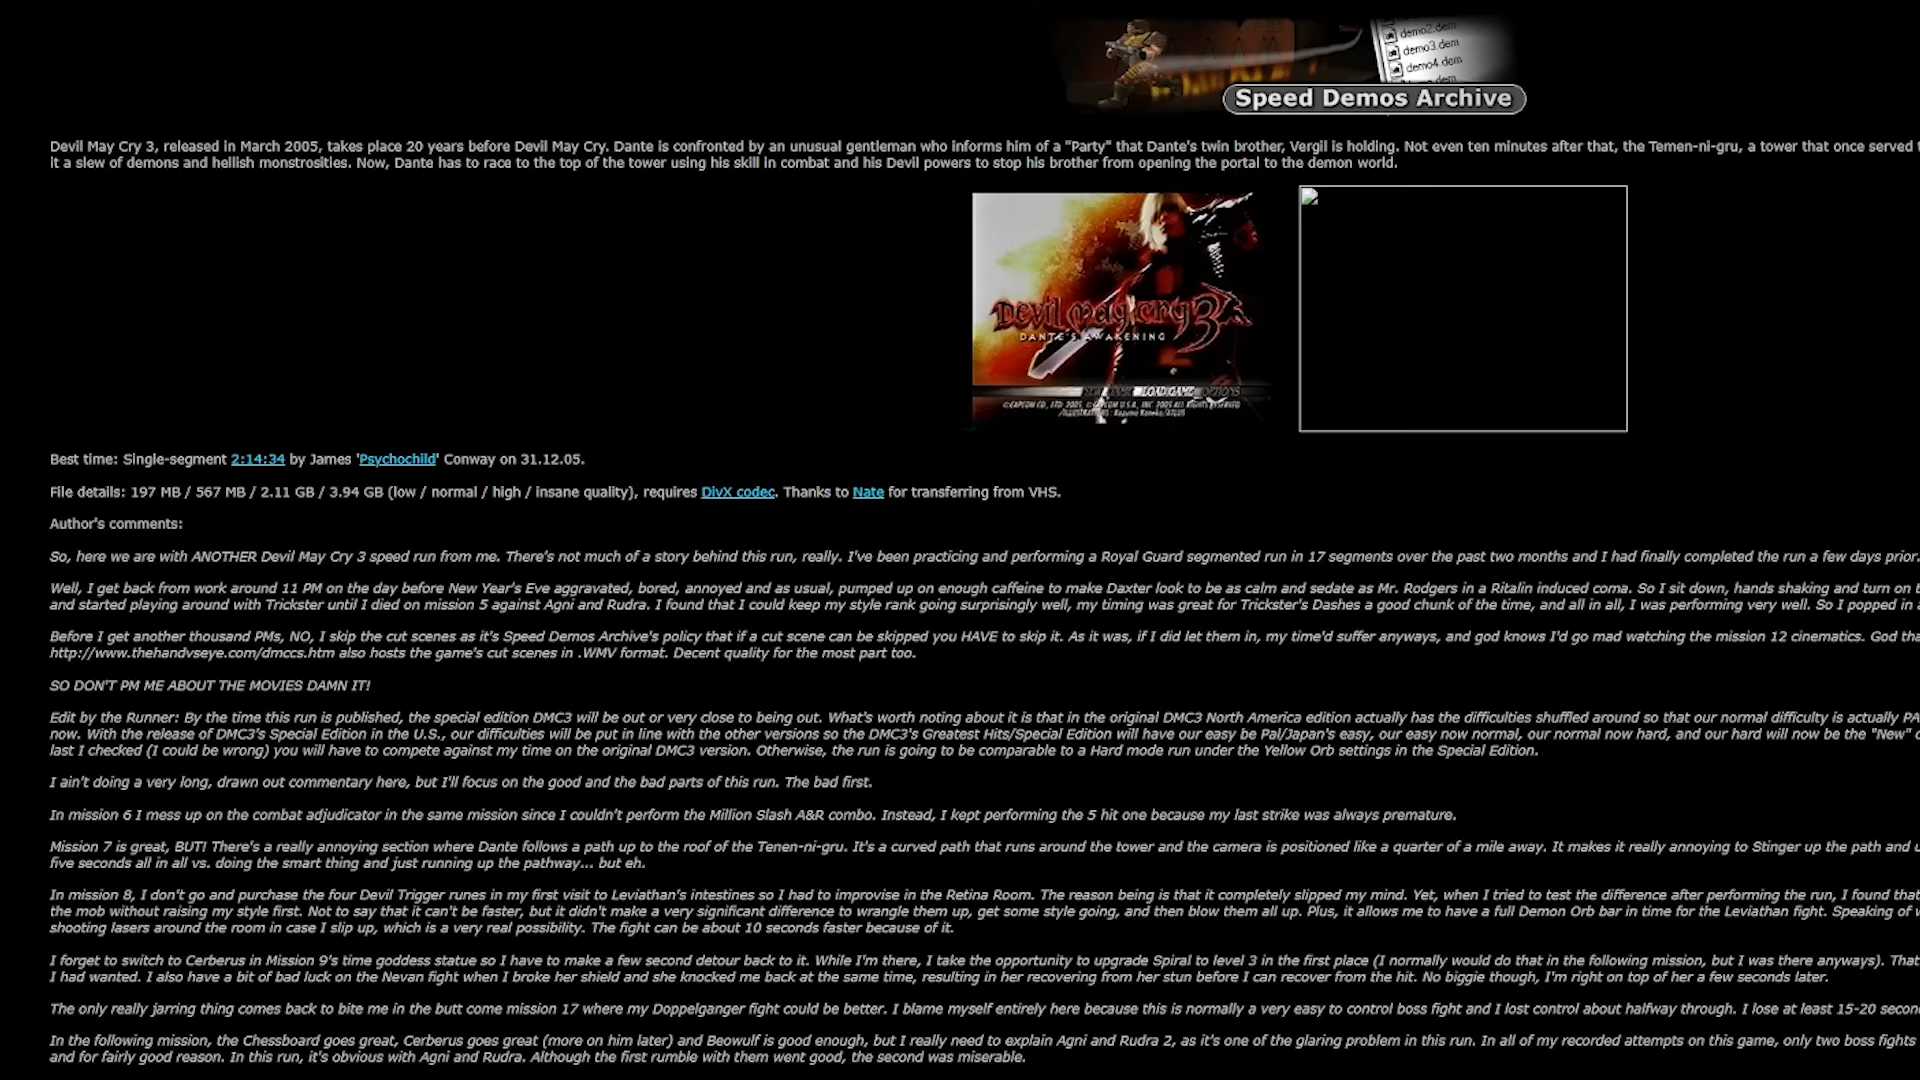 demo2.dem
demo3.dem
demo4.dem
Speed Demos Archive
Devil May Cry 3, released in March 2005, takes place 20 years before Devil May Cry. Dante is confronted by an unusual gentleman who informs him of a "Party" that Dante's twin brother, Vergil is holding. Not even ten minutes after that, the Temen-ni-gru, a tower that once served
it a slew of demons and hellish monstrosities. Now, Dante has to race to the top of the tower using his skill in combat and his Devil powers to stop his brother from opening the portal to the demon world.
Devil may cry 3
DANTE'S AWAKENING
LOAD GAME OPTIONS
Best time: Single-segment 2:14:34 by James 'Psychochild' Conway on 31.12.05.
File details: 197 MB / 567 MB / 2.11 GB / 3.94 GB (low / normal / high / insane quality), requires DivX codec. Thanks to Nate for transferring from VHS.
Author's comments:
So, here we are with ANOTHER Devil May Cry 3 speed run from me. There's not much of a story behind this run, really. I've been practicing and performing a Royal Guard segmented run in 17 segments over the past two months and I had finally completed the run a few days prior.
Well, I get back from work around 11 PM on the day before New Year's Eve aggravated, bored, annoyed and as usual, pumped up on enough caffeine to make Daxter look to be as calm and sedate as Mr. Rodgers in a Ritalin induced coma. So I sit down, hands shaking and turn on
and started playing around with Trickster until I died on mission 5 against Agni and Rudra. I found that I could keep my style rank going surprisingly well, my timing was great for Trickster's Dashes a good chunk of the time, and all in all, I was performing very well. So I popped in
Before I get another thousand PMs, NO, I skip the cut scenes as it's Speed Demos Archive's policy that if a cut scene can be skipped you HAVE to skip it. As it was, if I did let them in, my time'd suffer anyways, and god knows I'd go mad watching the mission 12 cinematics. God
http://www.thehandvseye.com/dmccs.htm also hosts the game's cut scenes in .WMV format. Decent quality for the most part too.
SO DON'T PM ME ABOUT THE MOVIES DAMN IT!
Edit by the Runner: By the time this run is published, the special edition DMC3 will be out or very close to being out. What's worth noting about it is that in the original DMC3 North America edition actually has the difficulties shuffled around so that our normal difficulty is actually
now. With the release of DMC3's Special Edition in the U.S., our difficulties will be put in line with the other versions so the DMC3's Greatest Hits/Special Edition will have our easy be Pal/Japan's easy, our easy now normal, our normal now hard, and our hard will now be the "New"
last I checked (I could be wrong) you will have to compete against my time on the original DMC3 version. Otherwise, the run is going to be comparable to a Hard mode run under the Yellow Orb settings in the Special Edition.
I ain't doing a very long, drawn out commentary here, but I'll focus on the good and the bad parts of this run. The bad first.
In mission 6 I mess up on the combat adjudicator in the same mission since I couldn't perform the Million Slash A&R combo. Instead, I kept performing the 5 hit one because my last strike was always premature.
Mission 7 is great, BUT! There's a really annoying section where Dante follows a path up to the roof of the Tenen-ni-gru. It's a curved path that runs around the tower and the camera is positioned like a quarter of a mile away. It makes it really annoying to Stinger up the path and
five seconds all in all vs. doing the smart thing and just running up the pathway... but eh.
In mission 8, I don't go and purchase the four Devil Trigger runes in my first visit to Leviathan's intestines so I had to improvise in the Retina Room. The reason being is that it completely slipped my mind. Yet, when I tried to test the difference after performing the run, I found that
the mob without raising my style first. Not to say that it can't be faster, but it didn't make a very significant difference to wrangle them up, get some style going, and then blow them all up. Plus, it allows me to have a full Demon Orb bar in time for the Leviathan fight. Speaking of
shooting lasers around the room in case I slip up, which is a very real possibility. The fight can be about 10 seconds faster because of it.
I forget to switch to Cerberus in Mission 9's time goddess statue so I have to make a few second detour back to it. While I'm there, I take the opportunity to upgrade Spiral to level 3 in the first place (I normally would do that in the following mission, but I was there anyways). That
I had wanted. I also have a bit of bad luck on the Nevan fight when I broke her shield and she knocked me back at the same time, resulting in her recovering from her stun before I can recover from the hit. No biggie though, I'm right on top of her a few seconds later.
The only really jarring thing comes back to bite me in the butt come mission 17 where my Doppelganger fight could be better. I blame myself entirely here because this is normally a very easy to control boss fight and I lost control about halfway through. I lose at least 15-20
In the following mission, the Chessboard goes great, Cerberus goes great (more on him later) and Beowulf is good enough, but I really need to explain Agni and Rudra 2, as it's one of the glaring problem in this run. In all of my recorded attempts on this game, only two boss fights
and for fairly good reason. In this run, it's obvious with Agni and Rudra. Although the first rumble with them went good, the second was miserable.